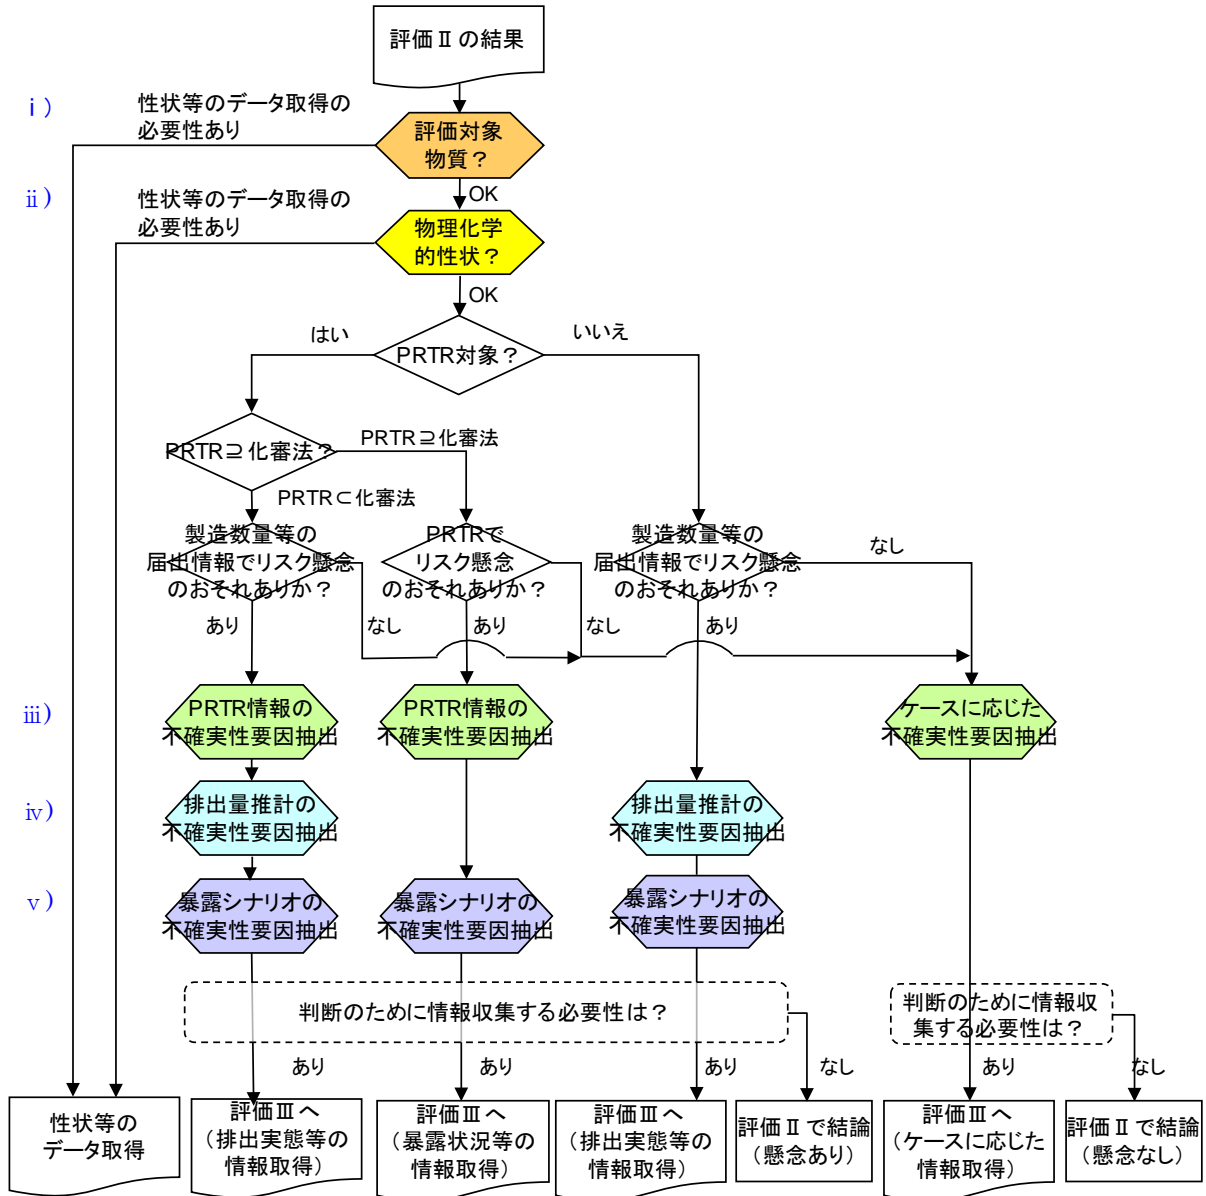 評価Ⅱの結果
ⅰ)
性状等のデータ取得の
必要性あり
評価対象
物質？
OK
ⅱ)
性状等のデータ取得の
必要性あり
物理化学
的性状？
OK
はい
PRTR対象？
いいえ
PRTR⊇化審法？
PRTR⊇化審法
PRTR⊂化審法
製造数量等の
届出情報でリスク懸念
のおそれありか？
PRTRで
リスク懸念
のおそれありか？
製造数量等の
届出情報でリスク懸念
のおそれありか？
なし
あり
なし
あり
なし
あり
ⅲ)
PRTR情報の
不確実性要因抽出
PRTR情報の
不確実性要因抽出
ケースに応じた
不確実性要因抽出
ⅳ)
排出量推計の
不確実性要因抽出
排出量推計の
不確実性要因抽出
ⅴ)
暴露シナリオの
不確実性要因抽出
暴露シナリオの
不確実性要因抽出
暴露シナリオの
不確実性要因抽出
判断のために情報収集する必要性は？
判断のために情報収
集する必要性は？
あり
あり
あり
なし
あり
なし
性状等の
データ取得
評価Ⅲへ
（排出実態等の
情報取得）
評価Ⅲへ
（暴露状況等の
情報取得）
評価Ⅲへ
（排出実態等の
情報取得）
評価Ⅱで結論
（懸念あり）
評価Ⅲへ
（ケースに応じた
情報取得）
評価Ⅱで結論
（懸念なし）